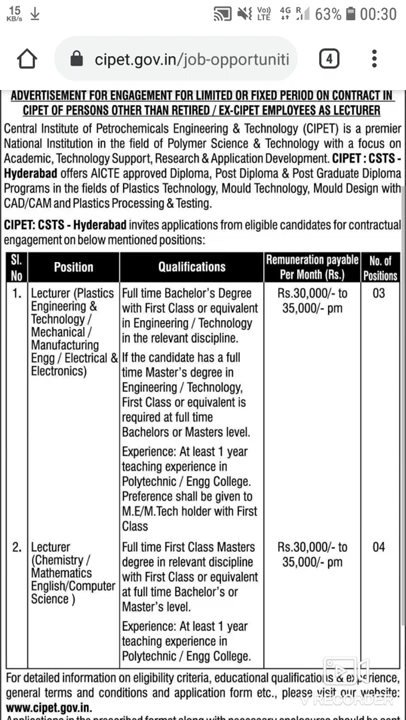 15 KB/s 4G 63% 00:30
cipet.gov.in/job-opportuniti 4
ADVERTISEMENT FOR ENGAGEMENT FOR LIMITED OR FIXED PERIOD ON CONTRACT IN
CIPET OF PERSONS OTHER THAN RETIRED / EX-CIPET EMPLOYEES AS LECTURER
Central Institute of Petrochemicals Engineering & Technology (CIPET) is a premier
National Institution in the field of Polymer Science & Technology with a focus on
Academic, Technology Support, Research & Application Development. CIPET : CSTS -
Hyderabad offers AICTE approved Diploma, Post Diploma & Post Graduate Diploma
Programs in the fields of Plastics Technology, Mould Technology, Mould Design with
CAD/CAM and Plastics Processing & Testing.
CIPET: CSTS - Hyderabad invites applications from eligible candidates for contractual
engagement on below mentioned positions:
Sl. No
Position
Qualifications
Remuneration payable
Per Month (Rs.)
No. of
Positions
1.
Lecturer (Plastics
Engineering &
Technology /
Mechanical /
Manufacturing
Engg / Electrical &
Electronics)
Full time Bachelor's Degree
with First Class or equivalent
in Engineering / Technology
in the relevant discipline.
If the candidate has a full
time Master's degree in
Engineering / Technology,
First Class or equivalent is
required at full time
Bachelors or Masters level.
Experience: At least 1 year
teaching experience in
Polytechnic / Engg College.
Preference shall be given to
M.E/M.Tech holder with First
Class
Rs.30,000/- to
35,000/- pm
03
2.
Lecturer
(Chemistry /
Mathematics
English/Computer
Science )
Full time First Class Masters
degree in relevant discipline
with First Class or equivalent
at full time Bachelor's or
Master's level.
Experience: At least 1 year
teaching experience in
Polytechnic / Engg College.
Rs.30,000/- to
35,000/- pm
04
For detailed information on eligibility criteria, educational qualifications & experience,
general terms and conditions and application form etc., please visit our website:
www.cipet.gov.in.
Applications in the prescribed format along with necessary enclosures should be sent
V RECORDER